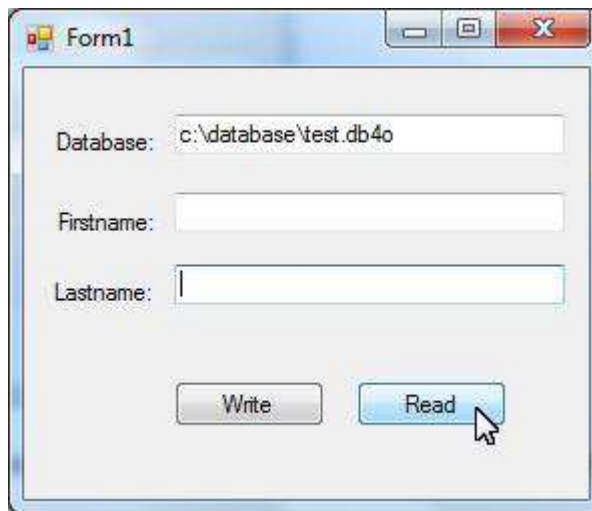 Form1
Database: c:\database\test.db4o
Firstname:
Lastname:
Write Read